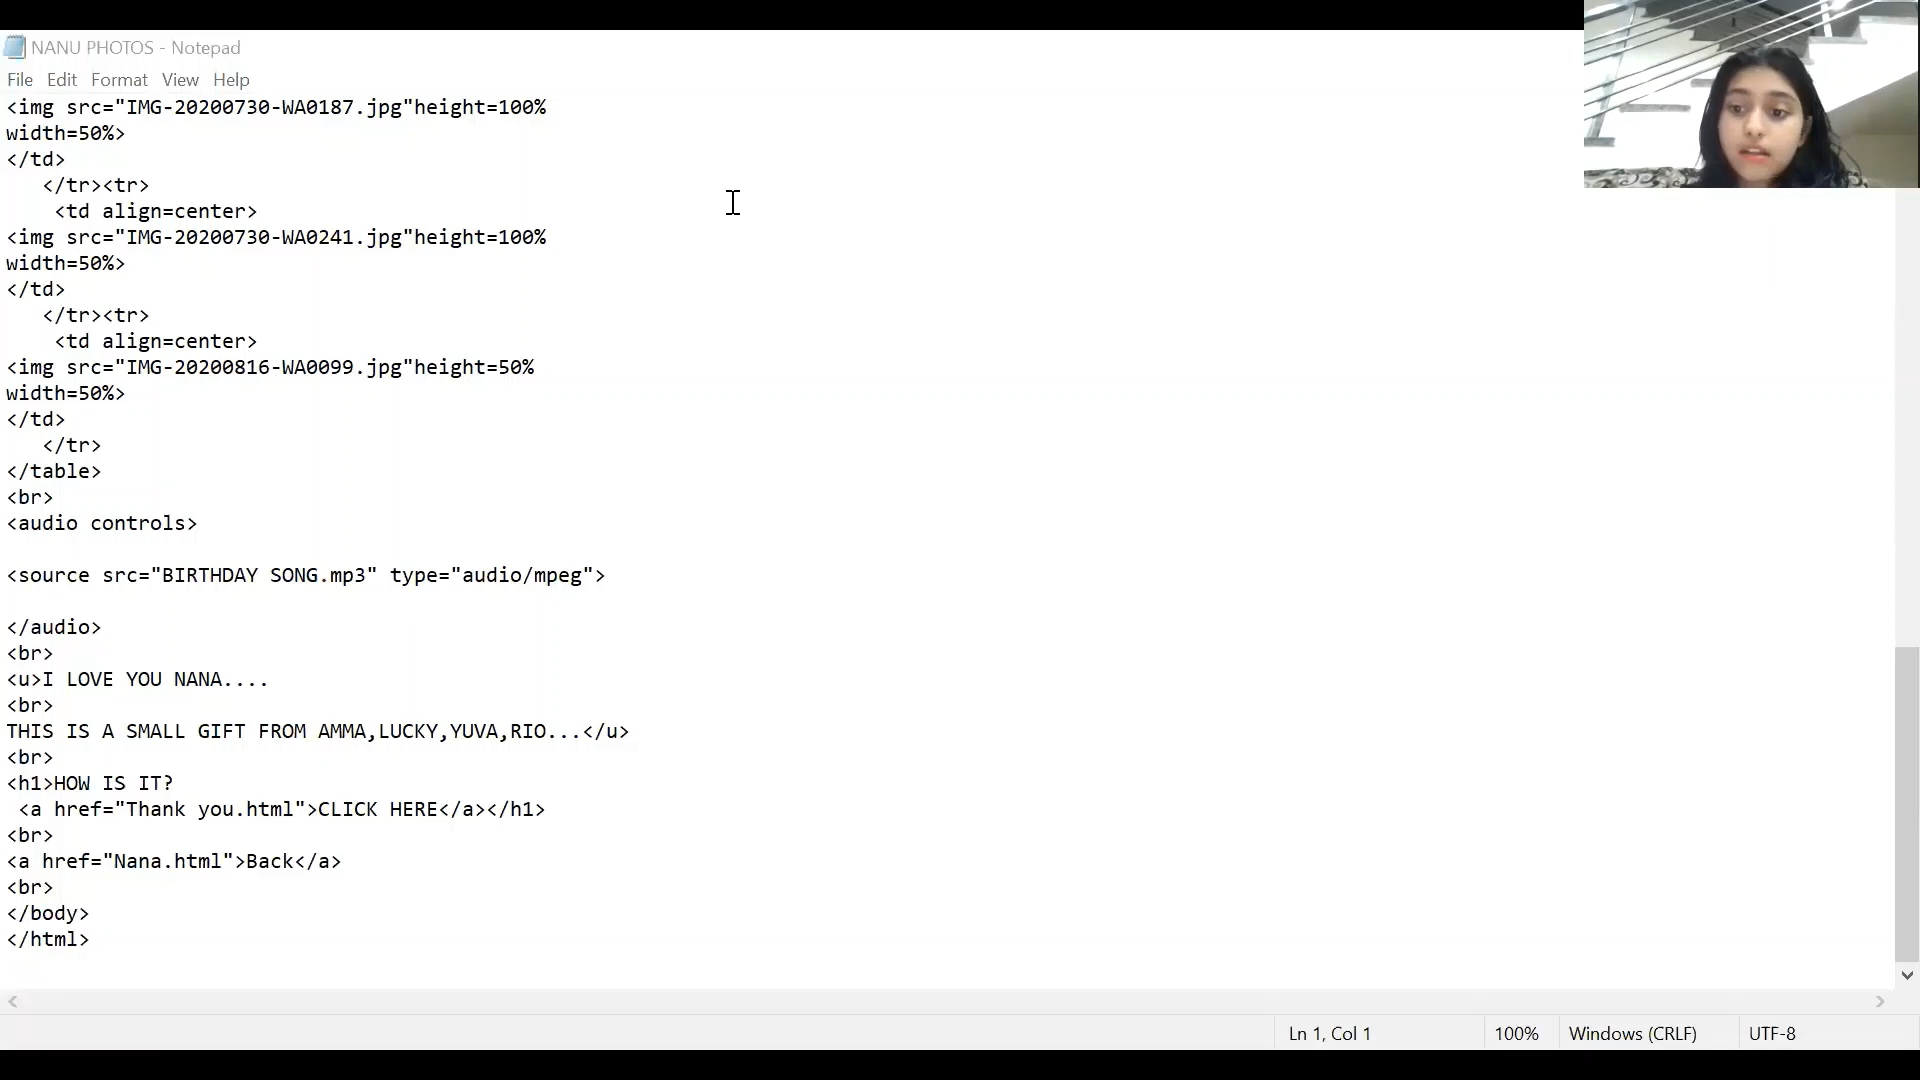 NANU PHOTOS - Notepad
File Edit Format View Help
<img src="IMG-20200730-WA0187.jpg"height=100%
width=50%>
</td>
</tr><tr>
<td align=center>
<img src="IMG-20200730-WA0241.jpg"height=100%
width=50%>
</td>
</tr><tr>
<td align=center>
<img src="IMG-20200816-WA0099.jpg"height=50%
width=50%>
</td>
</tr>
</table>
<br>
<audio controls>
<source src="BIRTHDAY SONG.mp3" type="audio/mpeg">
</audio>
<br>
<u>I LOVE YOU NANA....
<br>
THIS IS A SMALL GIFT FROM AMMA,LUCKY,YUVA,RIO...</u>
<br>
<h1>HOW IS IT?
<a href="Thank you.html">CLICK HERE</a></h1>
<br>
<a href="Nana.html">Back</a>
<br>
</body>
</html>
Ln 1, Col 1 100% Windows (CRLF) UTF-8